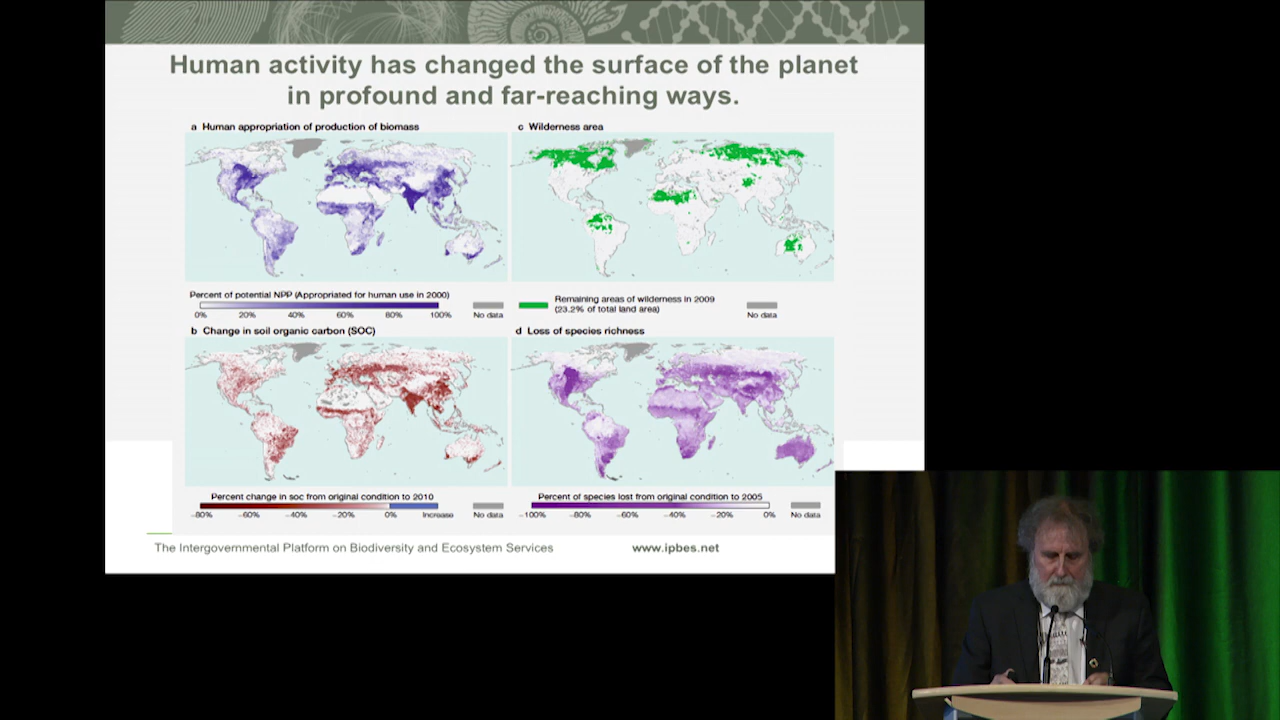 Human activity has changed the surface of the planet
in profound and far-reaching ways.
a Human appropriation of production of biomass
c Wilderness area
Percent of potential NPP (Appropriated for human use in 2000)
0% 20% 40% 60% 80% 100% No data
Remaining areas of wilderness in 2009
(23.2% of total land area)
No data
b Change in soil organic carbon (SOC)
d Loss of species richness
Percent change in soc from original condition to 2010
-80% -60% -40% -20% 0% Increase No data
Percent of species lost from original condition to 2005
-100% -80% -60% -40% -20% 0% No data
The Intergovernmental Platform on Biodiversity and Ecosystem Services
www.ipbes.net